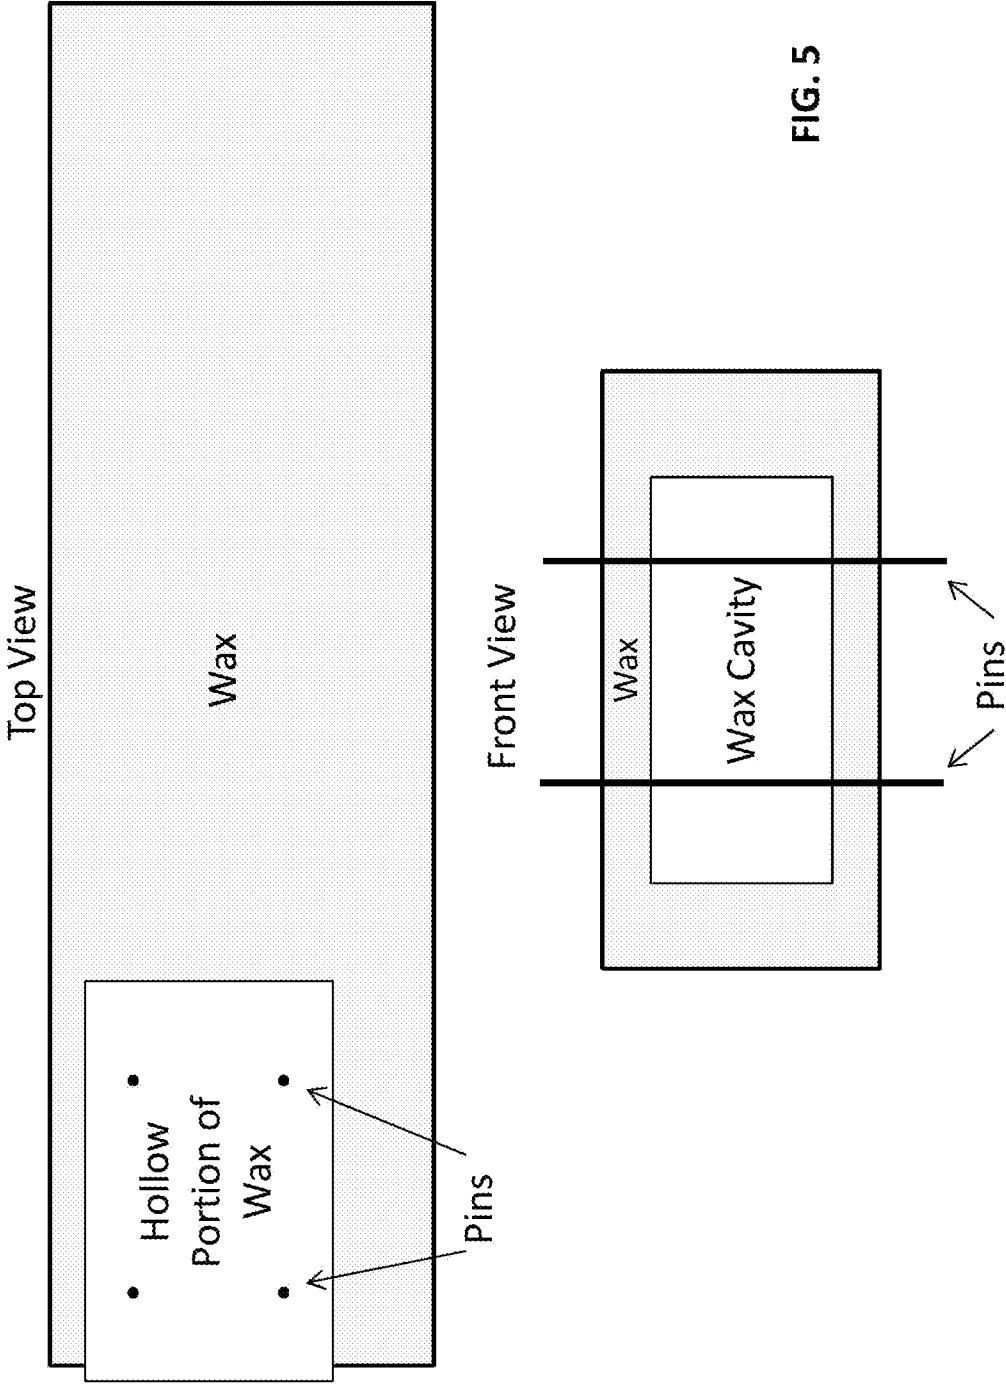 Top View
Wax
Hollow
Portion of
Wax
Pins
Front View
Wax
Wax Cavity
Pins
FIG. 5